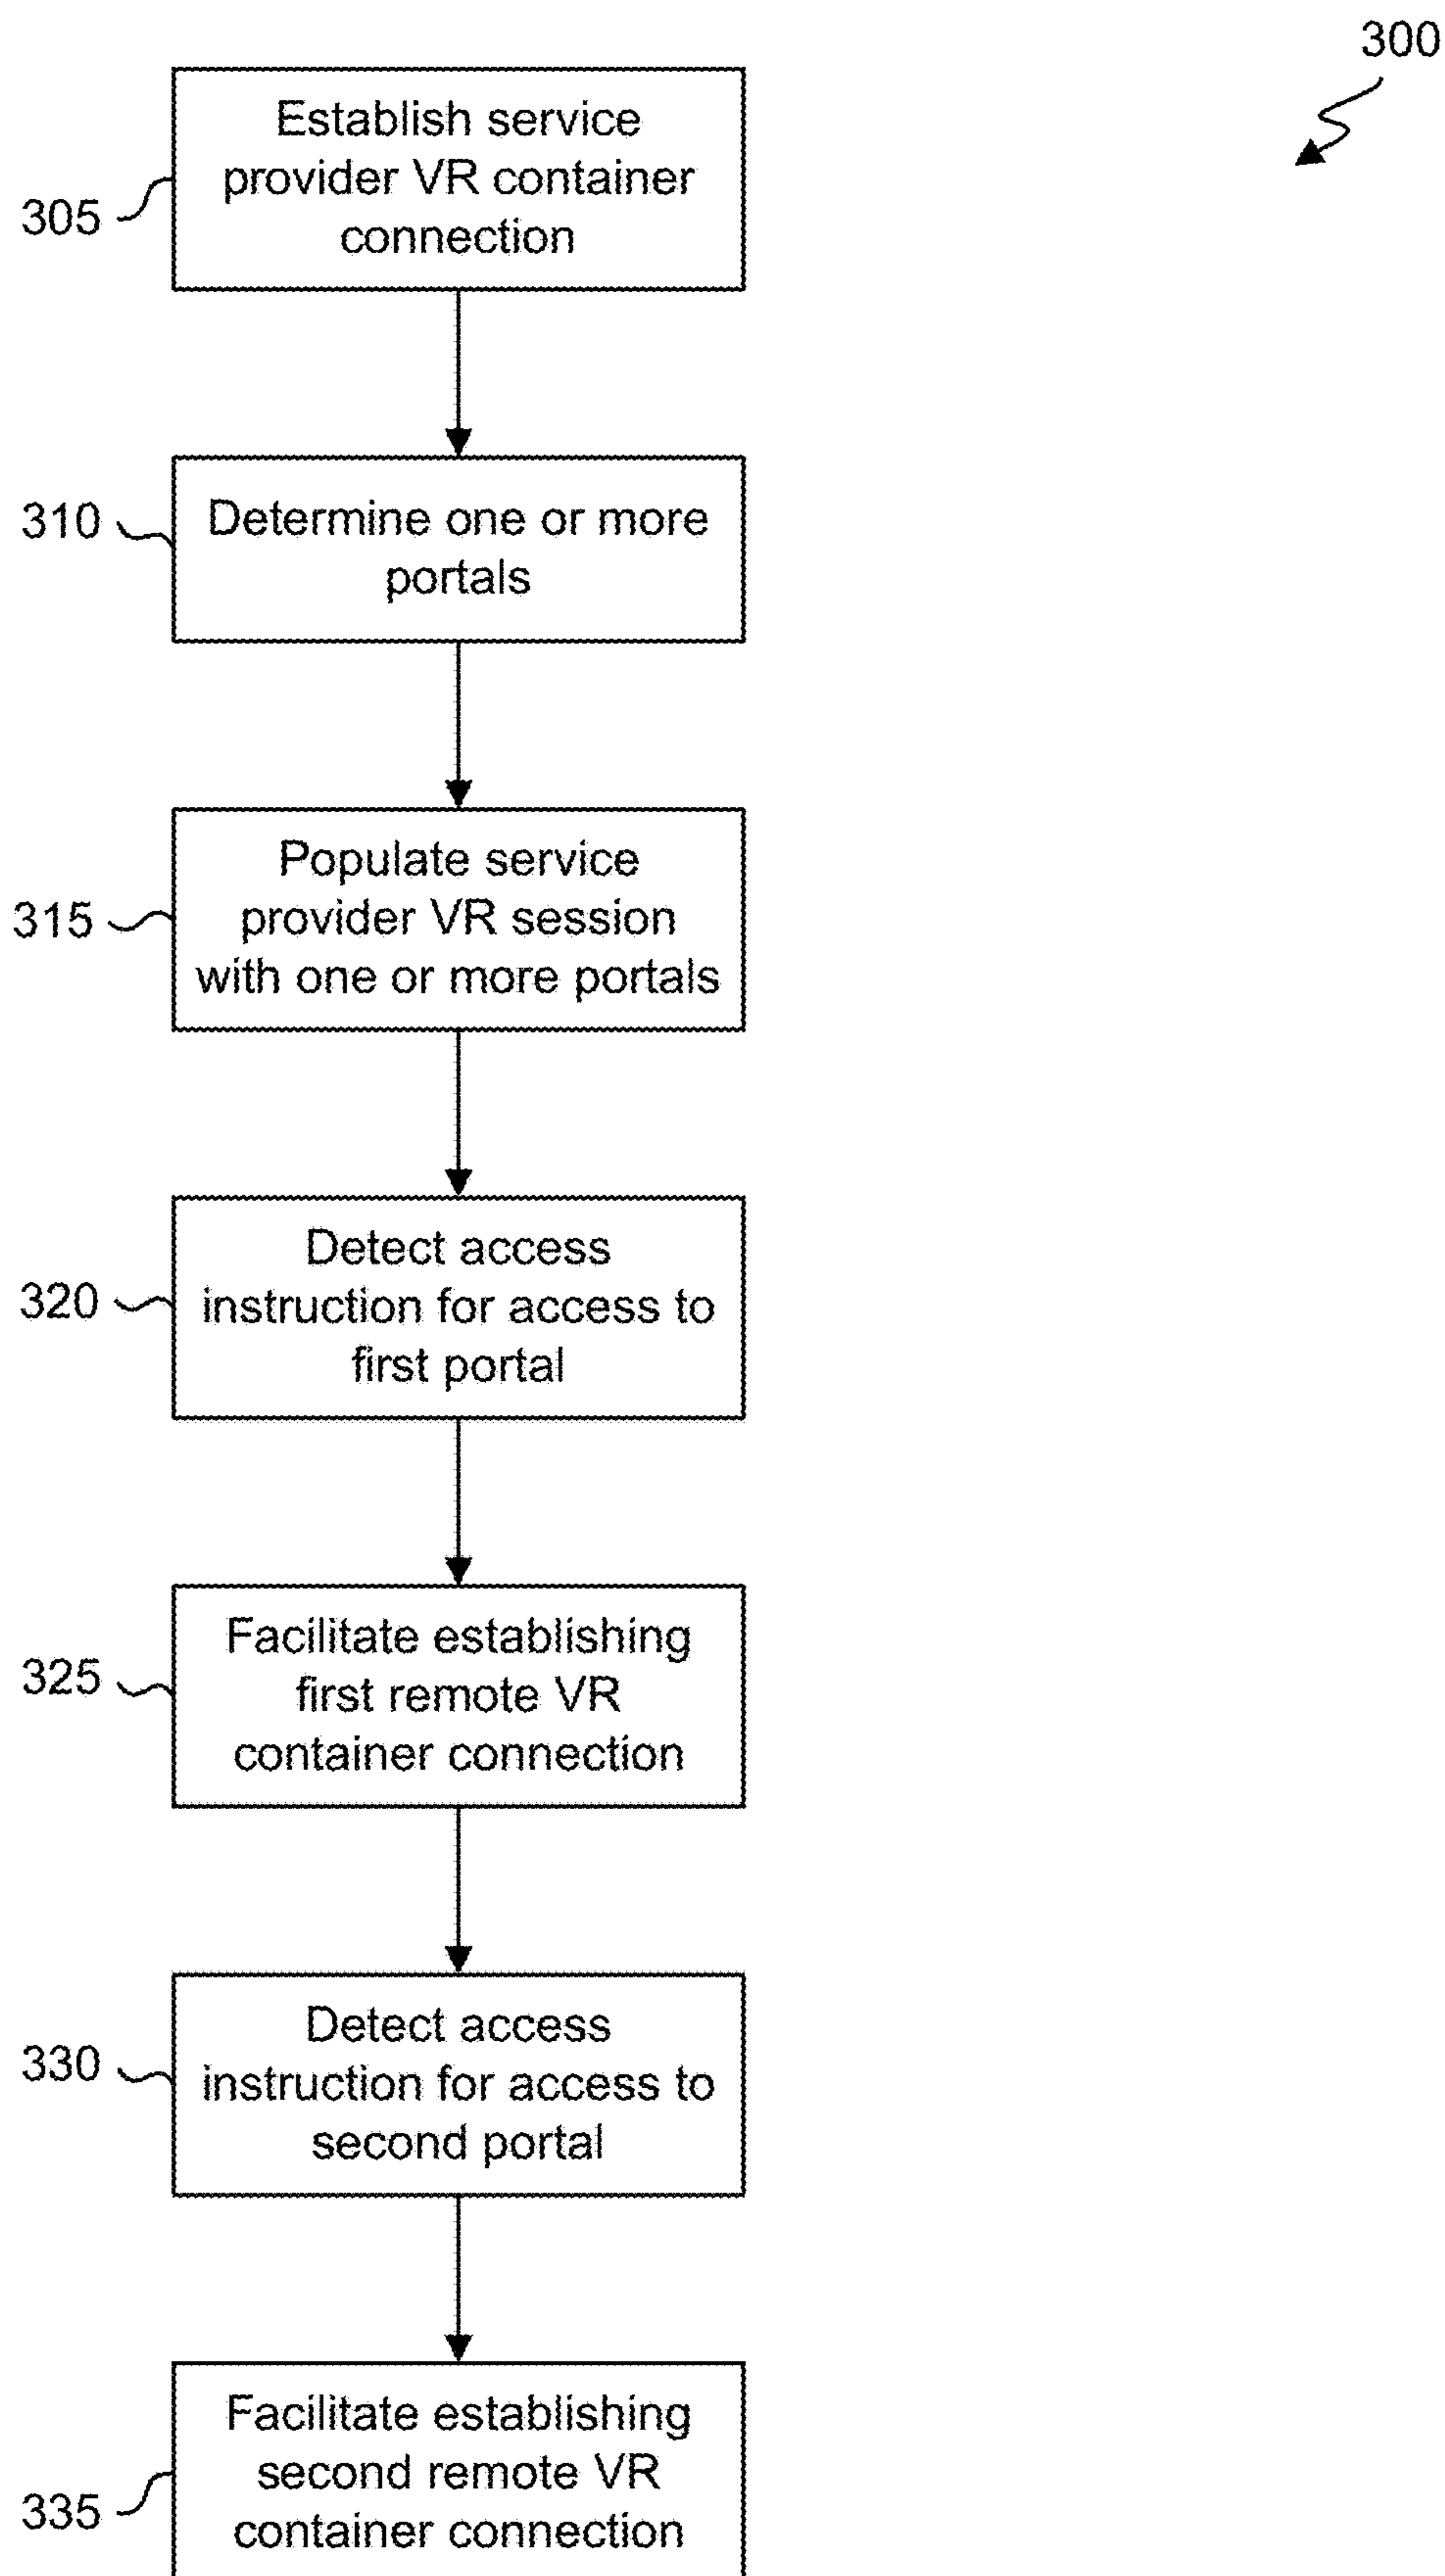 300
Establish service
provider VR container
connection
305
Determine one or more
portals
310
Populate service
provider VR session
with one or more portals
315
Detect access
instruction for access to
first portal
320
Facilitate establishing
first remote VR
container connection
325
Detect access
instruction for access to
second portal
330
Facilitate establishing
second remote VR
container connection
335